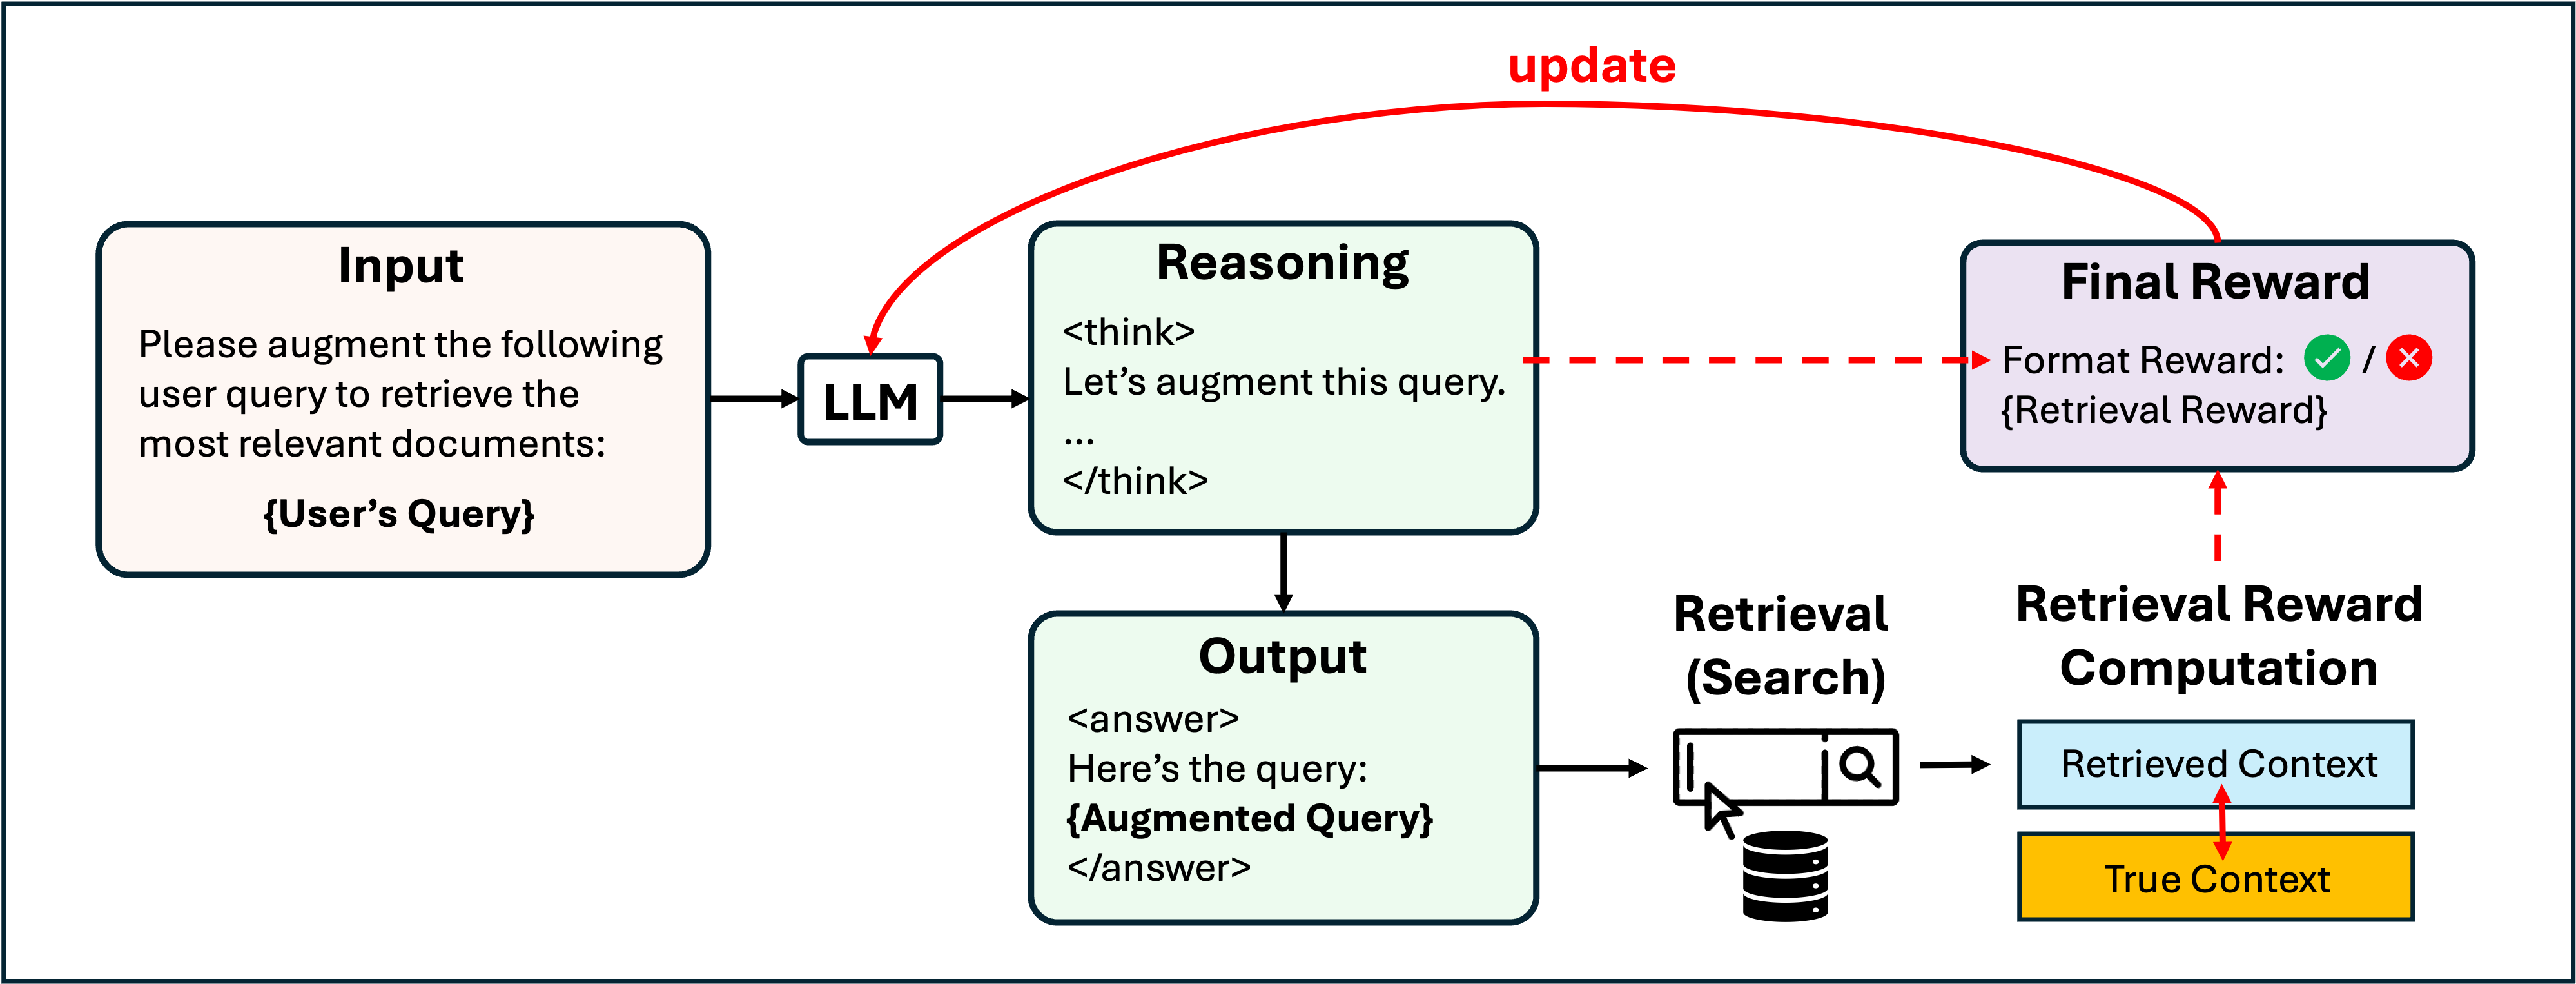 update
Input
Please augment the following
user query to retrieve the
most relevant documents:
{User’s Query}
LLM
Reasoning
<think>
Let’s augment this query.
...
</think>
Final Reward
Format Reward: /
{Retrieval Reward}
Output
<answer>
Here’s the query:
{Augmented Query}
</answer>
Retrieval
(Search)
Retrieval Reward
Computation
Retrieved Context
True Context